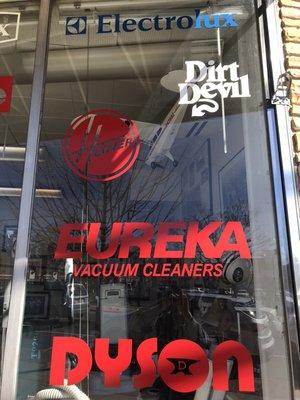 Electrolux
Dirt
Devil
Hoover
EUREKA
VACUUM CLEANERS
DYSON
D